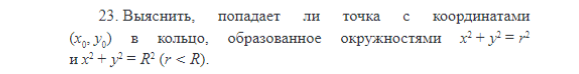 23. Выяснить, попадает ли точка с координатами
(x₀, y₀) в кольцо, образованное окружностями x² + y² = r²
и x² + y² = R² (r < R).